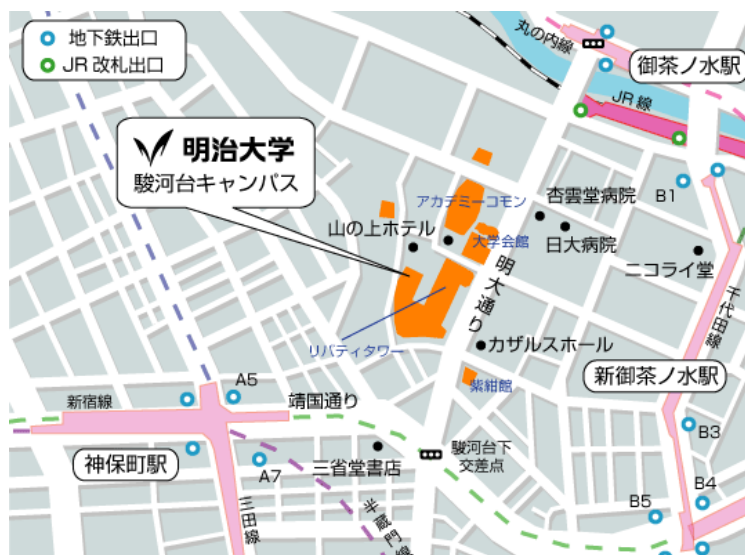 地下鉄出口
JR 改札出口
丸の内線
御茶ノ水駅
JR 線
明治大学
駿河台キャンパス
アカデミーコモン
杏雲堂病院
B1
山の上ホテル
大学会館
日大病院
ニコライ堂
明大通り
千代田線
リバティタワー
カザルスホール
新御茶ノ水駅
紫紺館
A5
新宿線
靖国通り
B3
神保町駅
三省堂書店
駿河台下
交差点
A7
B4
B5
三田線
半蔵門線